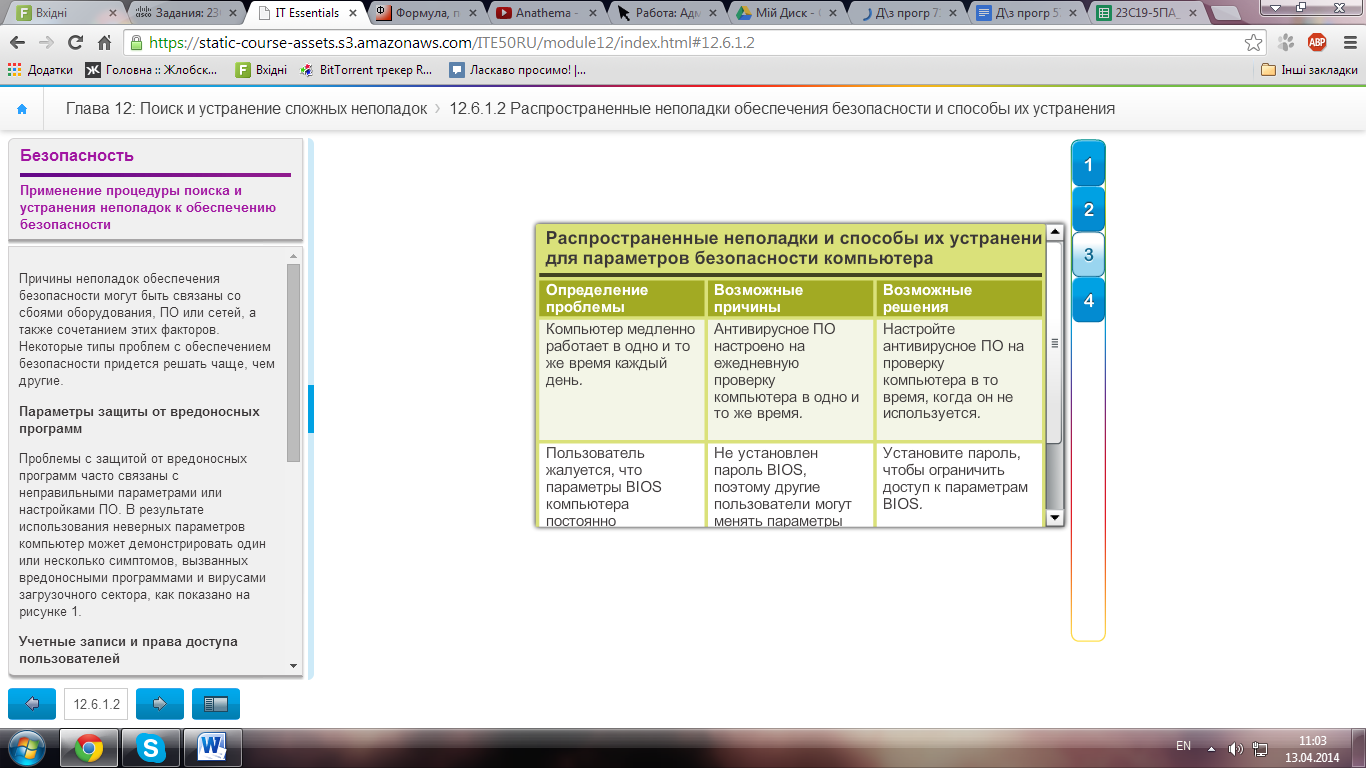 Вхідні
Задания: 23С
IT Essentials
Формула, п
Anathema -
Работа: Адм
Мій Диск -
Д\з прогр 7
Д\з прогр 5
23С19-5ПА_
https://static-course-assets.s3.amazonaws.com/ITE50RU/module12/index.html#12.6.1.2
ABP
Додатки
Головна :: Жлобск...
Вхідні
BitTorrent трекер R...
Ласкаво просимо! |...
Інші закладки
Глава 12: Поиск и устранение сложных неполадок
12.6.1.2 Распространенные неполадки обеспечения безопасности и способы их устранения
Безопасность
Применение процедуры поиска и
устранения неполадок к обеспечению
безопасности
Причины неполадок обеспечения
безопасности могут быть связаны со
сбоями оборудования, ПО или сетей, а
также сочетанием этих факторов.
Некоторые типы проблем с обеспечением
безопасности придется решать чаще, чем
другие.
Параметры защиты от вредоносных
программ
Проблемы с защитой от вредоносных
программ часто связаны с
неправильными параметрами или
настройками ПО. В результате
использования неверных параметров
компьютер может демонстрировать один
или несколько симптомов, вызванных
вредоносными программами и вирусами
загрузочного сектора, как показано на
рисунке 1.
Учетные записи и права доступа
пользователей
Распространенные неполадки и способы их устранени
для параметров безопасности компьютера
Определение
проблемы
Возможные
причины
Возможные
решения
Компьютер медленно
работает в одно и то
же время каждый
день.
Антивирусное ПО
настроено на
ежедневную
проверку
компьютера в одно и
то же время.
Настройте
антивирусное ПО на
проверку
компьютера в то
время, когда он не
используется.
Пользователь
жалуется, что
параметры BIOS
компьютера
постоянно
Не установлен
пароль BIOS,
поэтому другие
пользователи могут
менять параметры
Установите пароль,
чтобы ограничить
доступ к параметрам
BIOS.
1
2
3
4
12.6.1.2
EN
11:03
13.04.2014